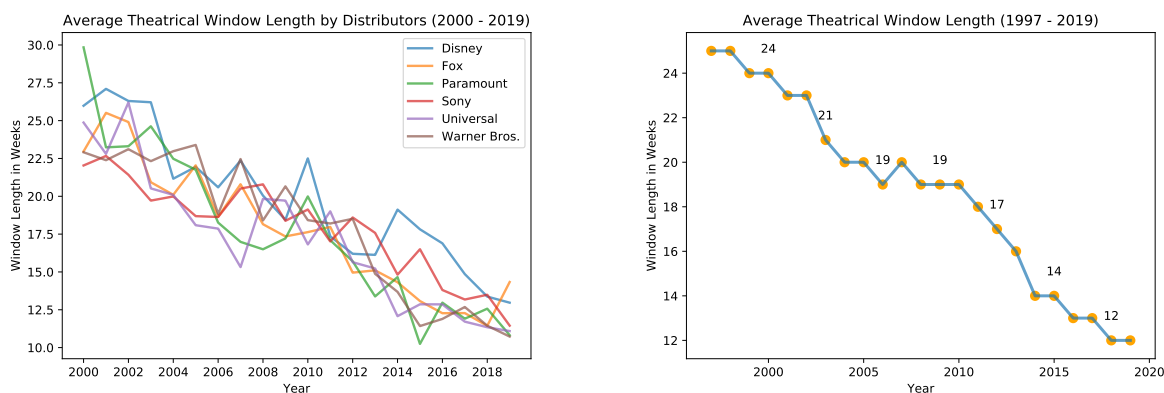 Average Theatrical Window Length by Distributors (2000 - 2019)
30.0
27.5
25.0
22.5
20.0
17.5
15.0
12.5
10.0
Window Length in Weeks
Disney
Fox
Paramount
Sony
Universal
Warner Bros.
2000 2002 2004 2006 2008 2010 2012 2014 2016 2018
Year
Average Theatrical Window Length (1997 - 2019)
24
22
20
18
16
14
12
Window Length in Weeks
24
21
19
19
17
14
12
2000 2005 2010 2015 2020
Year